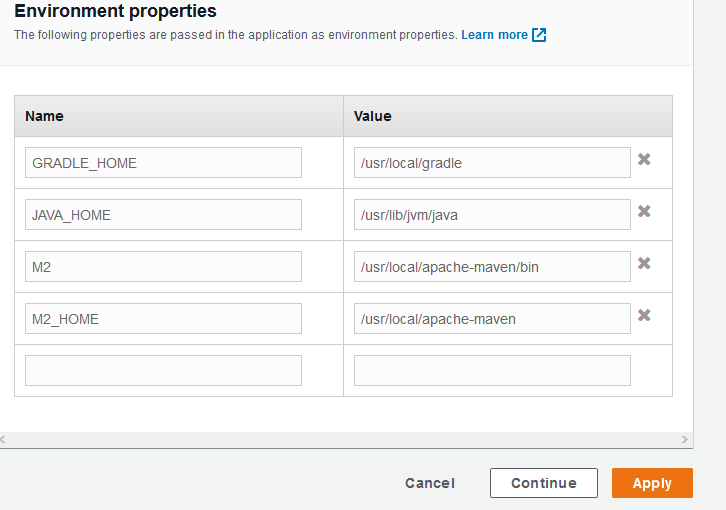 Environment properties
The following properties are passed in the application as environment properties. Learn more
Name Value
GRADLE_HOME /usr/local/gradle
JAVA_HOME /usr/lib/jvm/java
M2 /usr/local/apache-maven/bin
M2_HOME /usr/local/apache-maven
Cancel Continue Apply